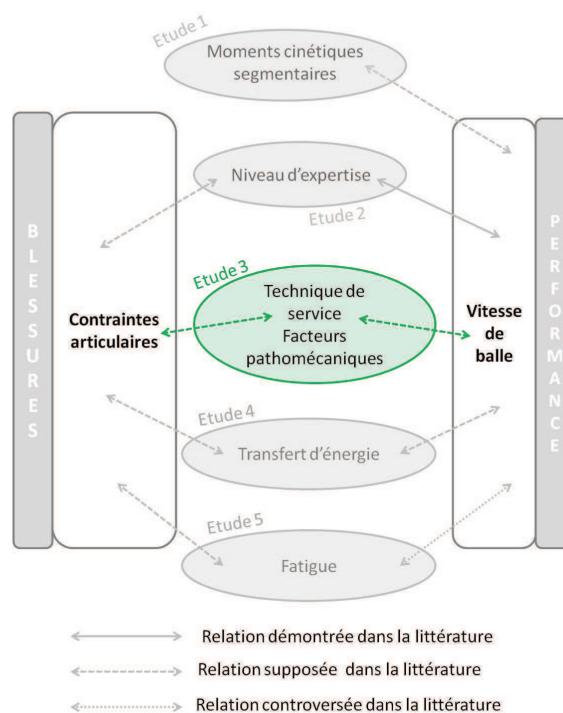 Etude 1
Moments cinétiques
segmentaires
Niveau d'expertise
Etude 2
BLESSURES
PERFORMANCE
Etude 3
Technique de
service
Facteurs
pathomécaniques
Contraintes
articulaires
Vitesse
de
balle
Etude 4
Transfert d'énergie
Etude 5
Fatigue
Relation démontrée dans la littérature
Relation supposée dans la littérature
Relation controversée dans la littérature